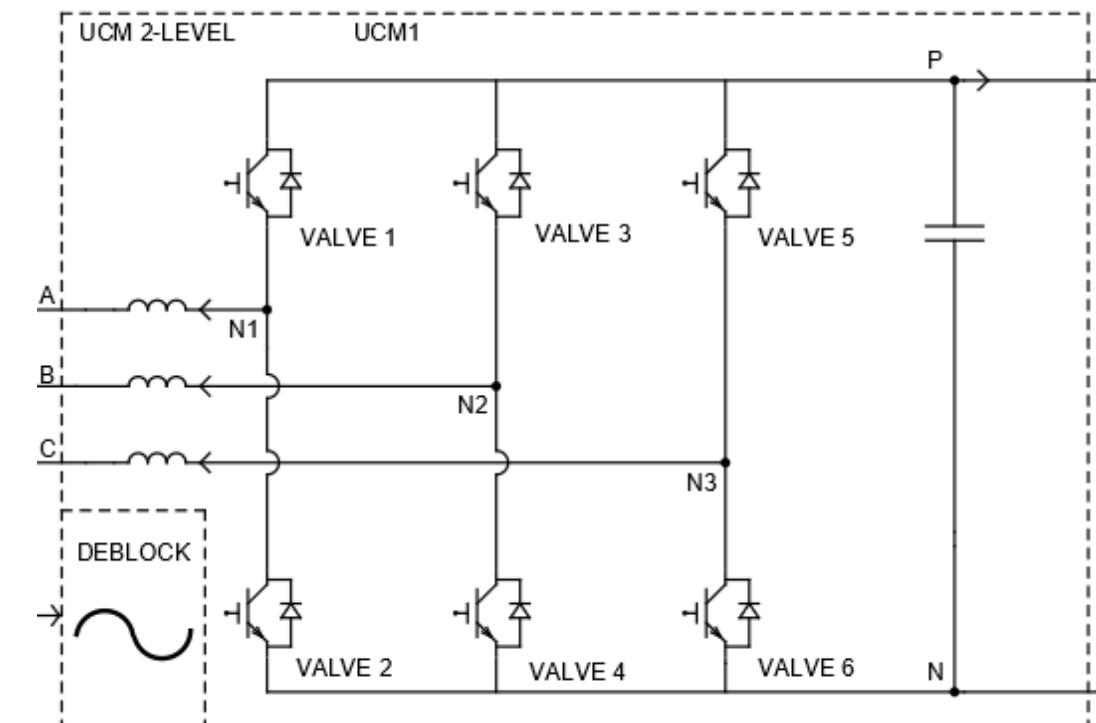 UCM 2-LEVEL
UCM1
P
VALVE 1
VALVE 3
VALVE 5
A
N1
B
N2
C
N3
DEBLOCK
VALVE 2
VALVE 4
VALVE 6
N